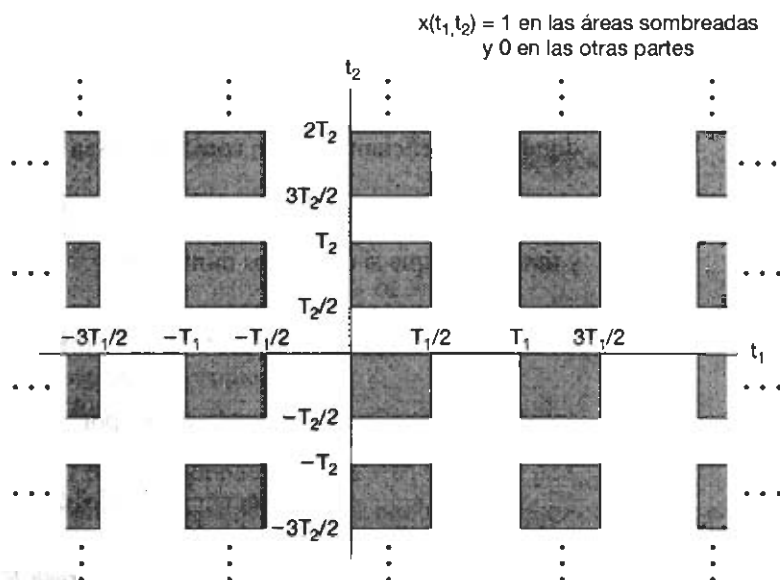 x(t₁,t₂) = 1 en las áreas sombreadas
y 0 en las otras partes
t₂
2T₂
3T₂/2
T₂
T₂/2
−3T₁/2 −T₁ −T₁/2 T₁/2 T₁ 3T₁/2
t₁
−T₂/2
−T₂
−3T₂/2